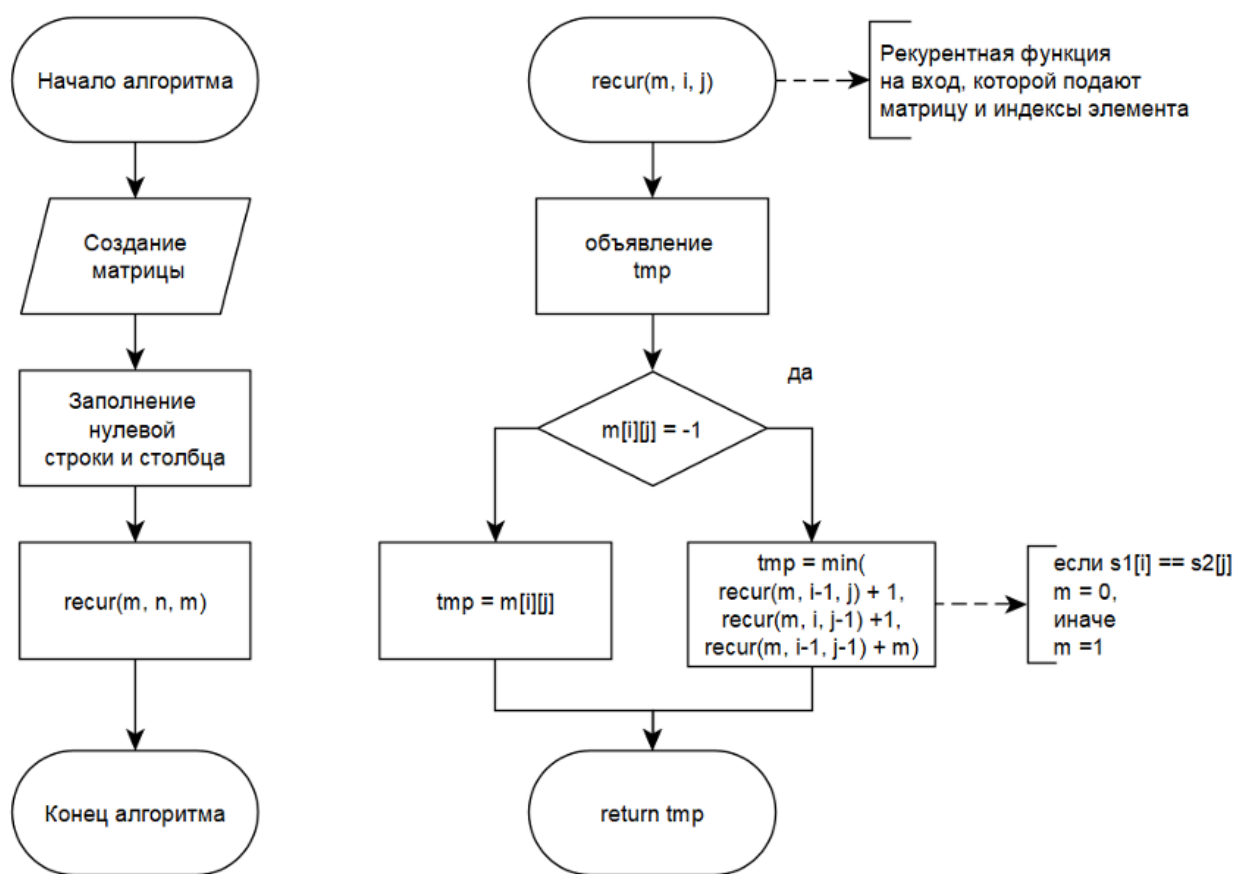 Начало алгоритма
Создание
матрицы
Заполнение
нулевой
строки и столбца
recur(m, n, m)
Конец алгоритма
recur(m, i, j)
Рекурентная функция
на вход, которой подают
матрицу и индексы элемента
объявление
tmp
да
m[i][j] = -1
tmp = m[i][j]
tmp = min(
recur(m, i-1, j) + 1,
recur(m, i, j-1) +1,
recur(m, i-1, j-1) + m)
если s1[i] == s2[j]
m = 0,
иначе
m =1
return tmp